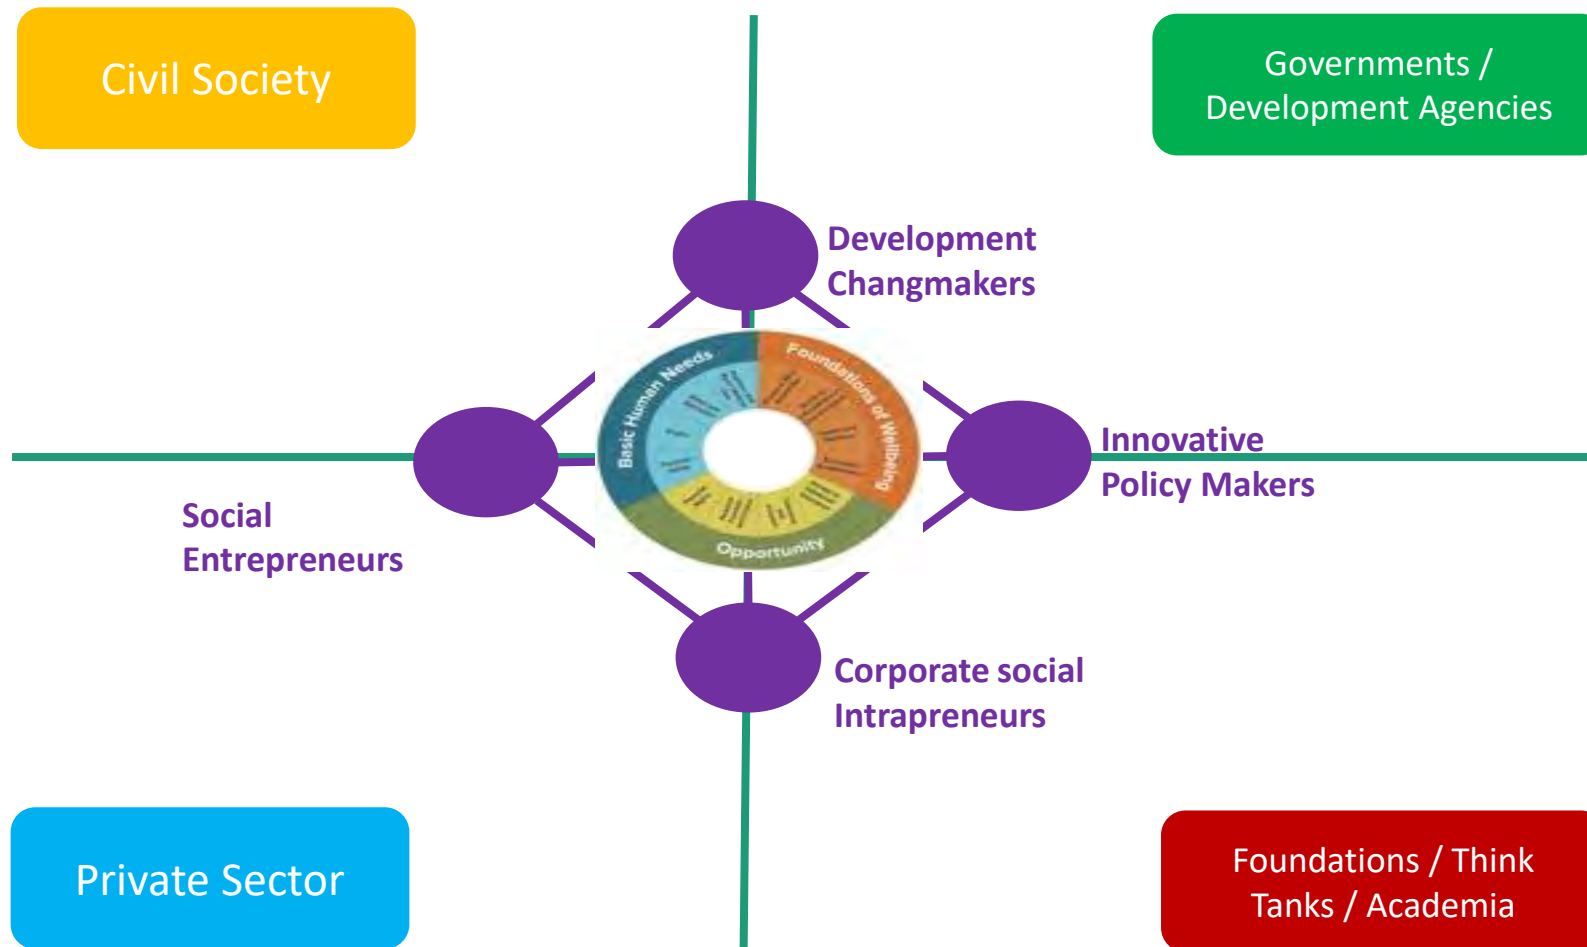 Civil Society
Governments /
Development Agencies
Development
Changmakers
Basic Human Needs
Foundations of Wellbeing
Opportunity
Innovative
Policy Makers
Social
Entrepreneurs
Corporate social
Intrapreneurs
Private Sector
Foundations / Think
Tanks / Academia